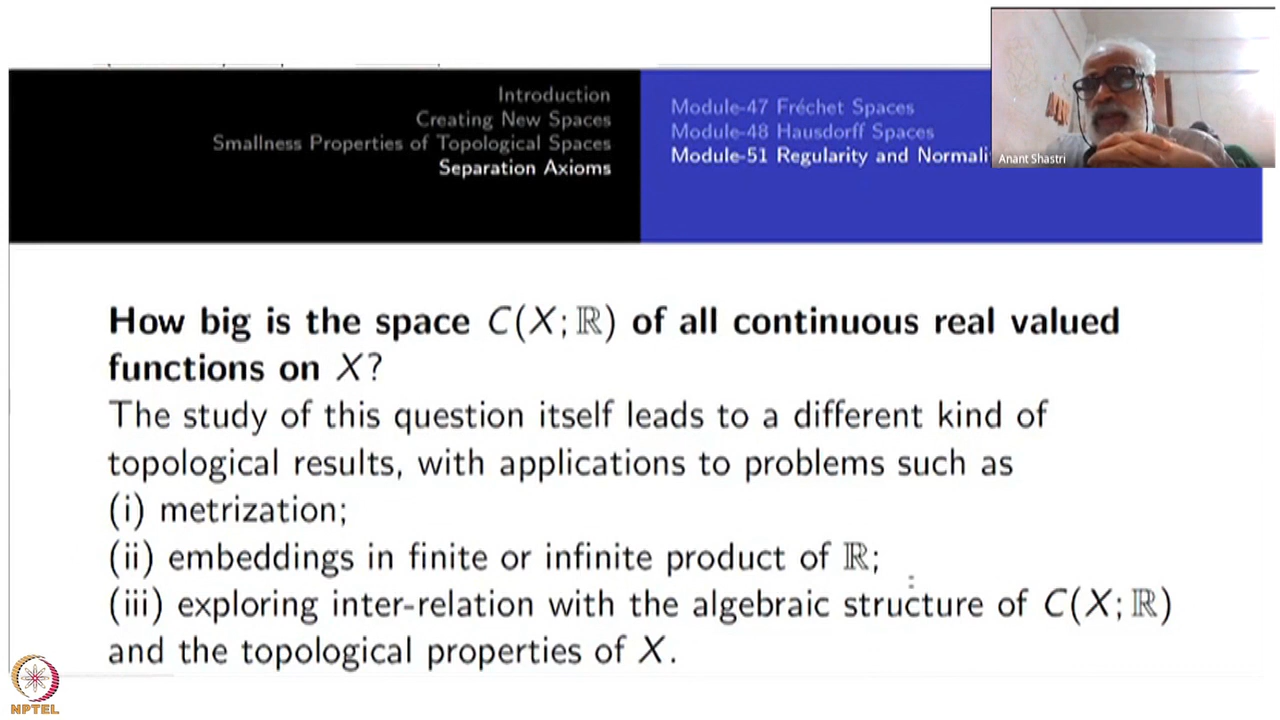 Introduction
Creating New Spaces
Smallness Properties of Topological Spaces
Separation Axioms
Module-47 Fréchet Spaces
Module-48 Hausdorff Spaces
Module-51 Regularity and Normali
Anant Shastri
How big is the space C(X; ℝ) of all continuous real valued
functions on X?
The study of this question itself leads to a different kind of
topological results, with applications to problems such as
(i) metrization;
(ii) embeddings in finite or infinite product of ℝ;
(iii) exploring inter-relation with the algebraic structure of C(X; ℝ)
and the topological properties of X.
NPTEL